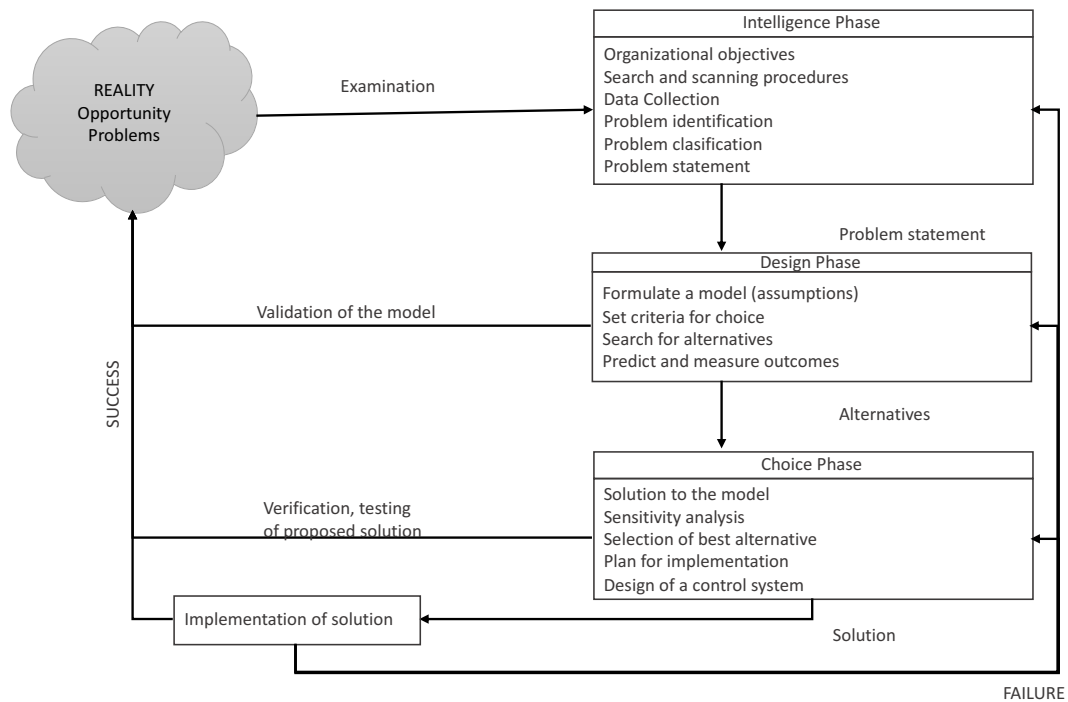 REALITY
Opportunity
Problems
Examination
Intelligence Phase
Organizational objectives
Search and scanning procedures
Data Collection
Problem identification
Problem clasification
Problem statement
Problem statement
Design Phase
Formulate a model (assumptions)
Set criteria for choice
Search for alternatives
Predict and measure outcomes
Validation of the model
SUCCESS
Alternatives
Choice Phase
Solution to the model
Sensitivity analysis
Selection of best alternative
Plan for implementation
Design of a control system
Verification, testing
of proposed solution
Implementation of solution
Solution
FAILURE